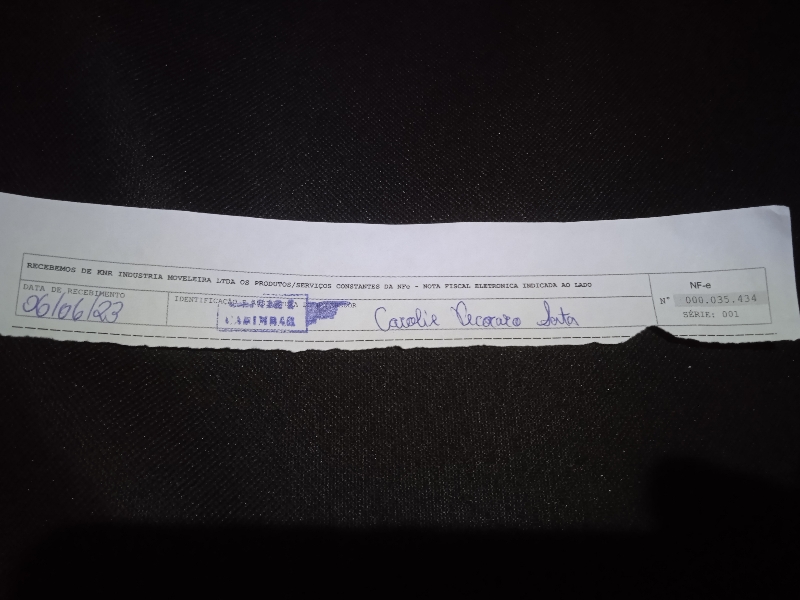 RECEBEMOS DE KNR INDUSTRIA MOVELEIRA LTDA OS PRODUTOS/SERVIÇOS CONSTANTES DA NFe - NOTA FISCAL ELETRONICA INDICADA AO LADO
NF-e
Nº 000.035.434
SÉRIE: 001
DATA DE RECEBIMENTO
06/06/23
IDENTIFICAÇÃO